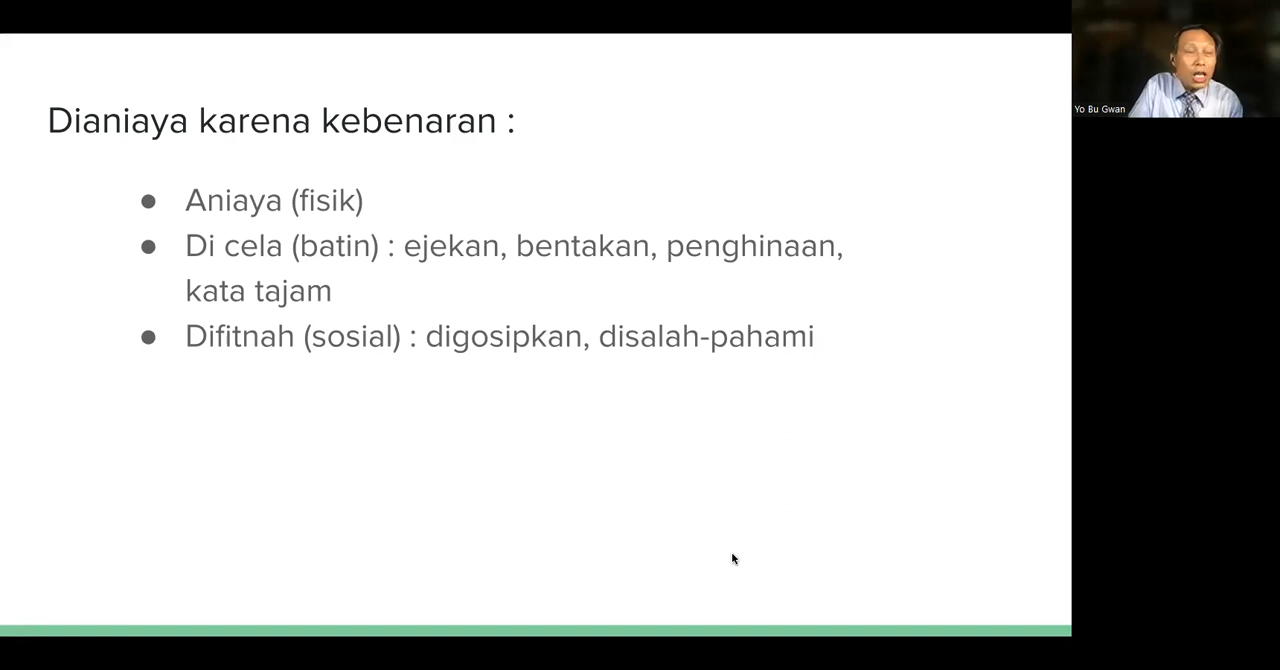 Dianiaya karena kebenaran :
● Aniaya (fisik)
● Di cela (batin) : ejekan, bentakan, penghinaan,
kata tajam
● Difitnah (sosial) : digosipkan, disalah-pahami
Yo Bu Gwan